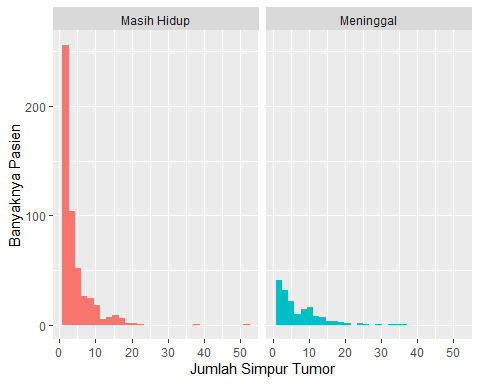 Masih Hidup
Meninggal
200
100
0
0 10 20 30 40 50
0 10 20 30 40 50
Banyaknya Pasien
Jumlah Simpur Tumor